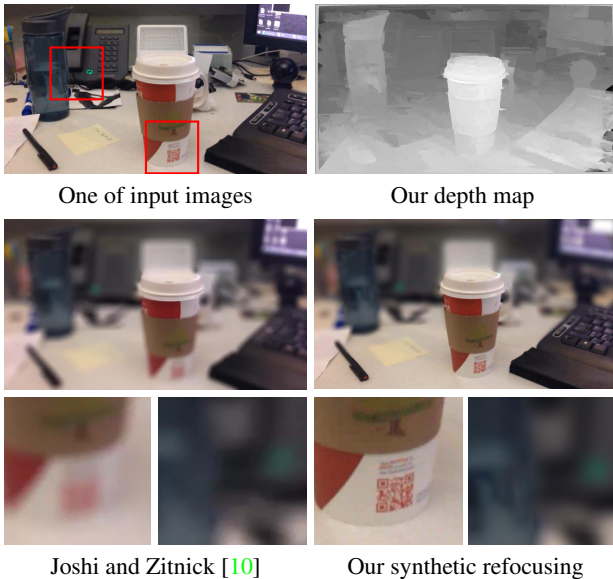 One of input images
Our depth map
Joshi and Zitnick [10]
Our synthetic refocusing